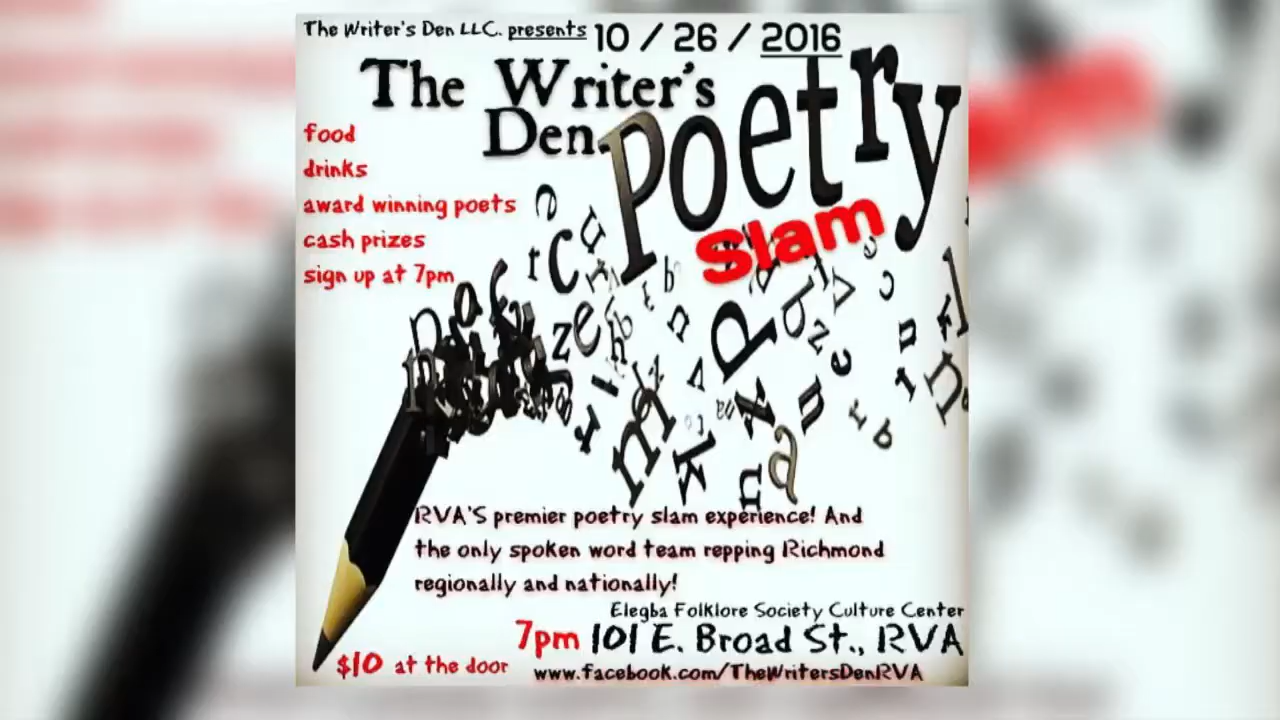 The Writer's Den LLC. presents 10 / 26 / 2016
The Writer's
Den
Poetry
Slam
food
drinks
award winning poets
cash prizes
sign up at 7pm
RVA'S premier poetry slam experience! And
the only spoken word team repping Richmond
regionally and nationally!
Elegba Folklore Society Culture Center
7pm 101 E. Broad St., RVA
$10 at the door
www.facebook.com/TheWritersDenRVA